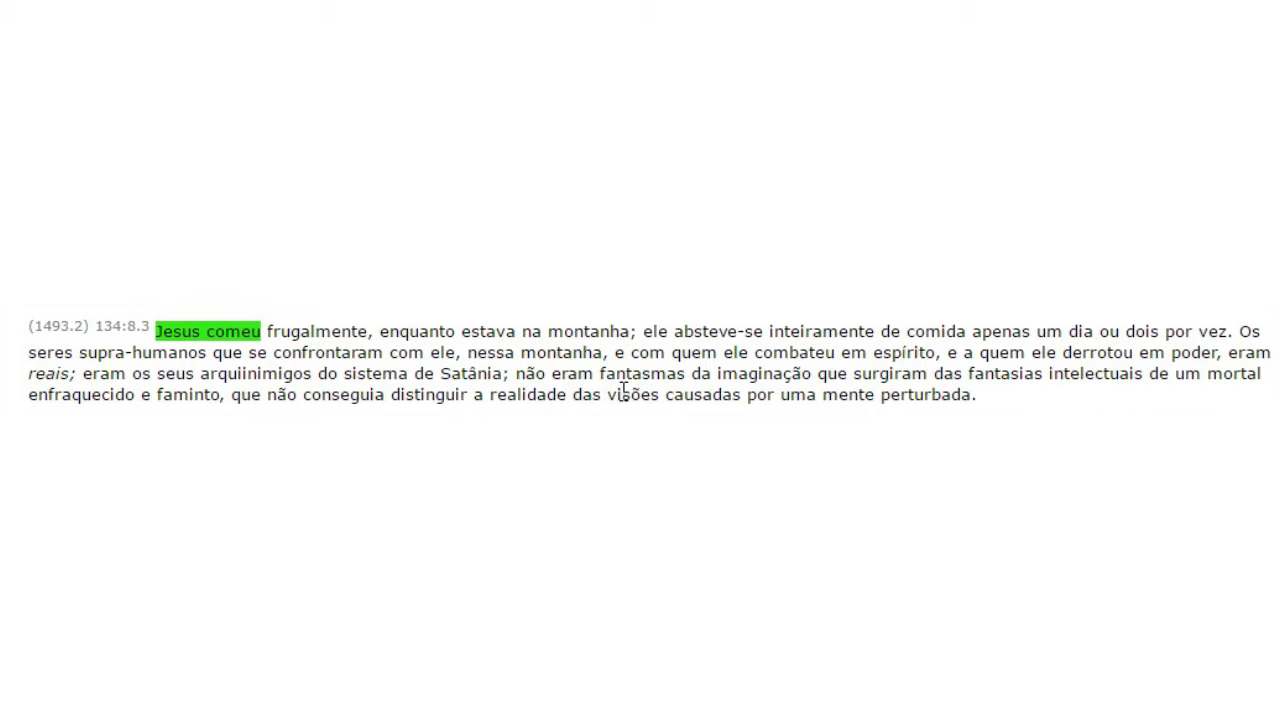 (1493.2) 134:8.3 Jesus comeu frugalmente, enquanto estava na montanha; ele absteve-se inteiramente de comida apenas um dia ou dois por vez. Os
seres supra-humanos que se confrontaram com ele, nessa montanha, e com quem ele combateu em espírito, e a quem ele derrotou em poder, eram
reais; eram os seus arquiinimigos do sistema de Satânia; não eram fantasmas da imaginação que surgiram das fantasias intelectuais de um mortal
enfraquecido e faminto, que não conseguia distinguir a realidade das visões causadas por uma mente perturbada.